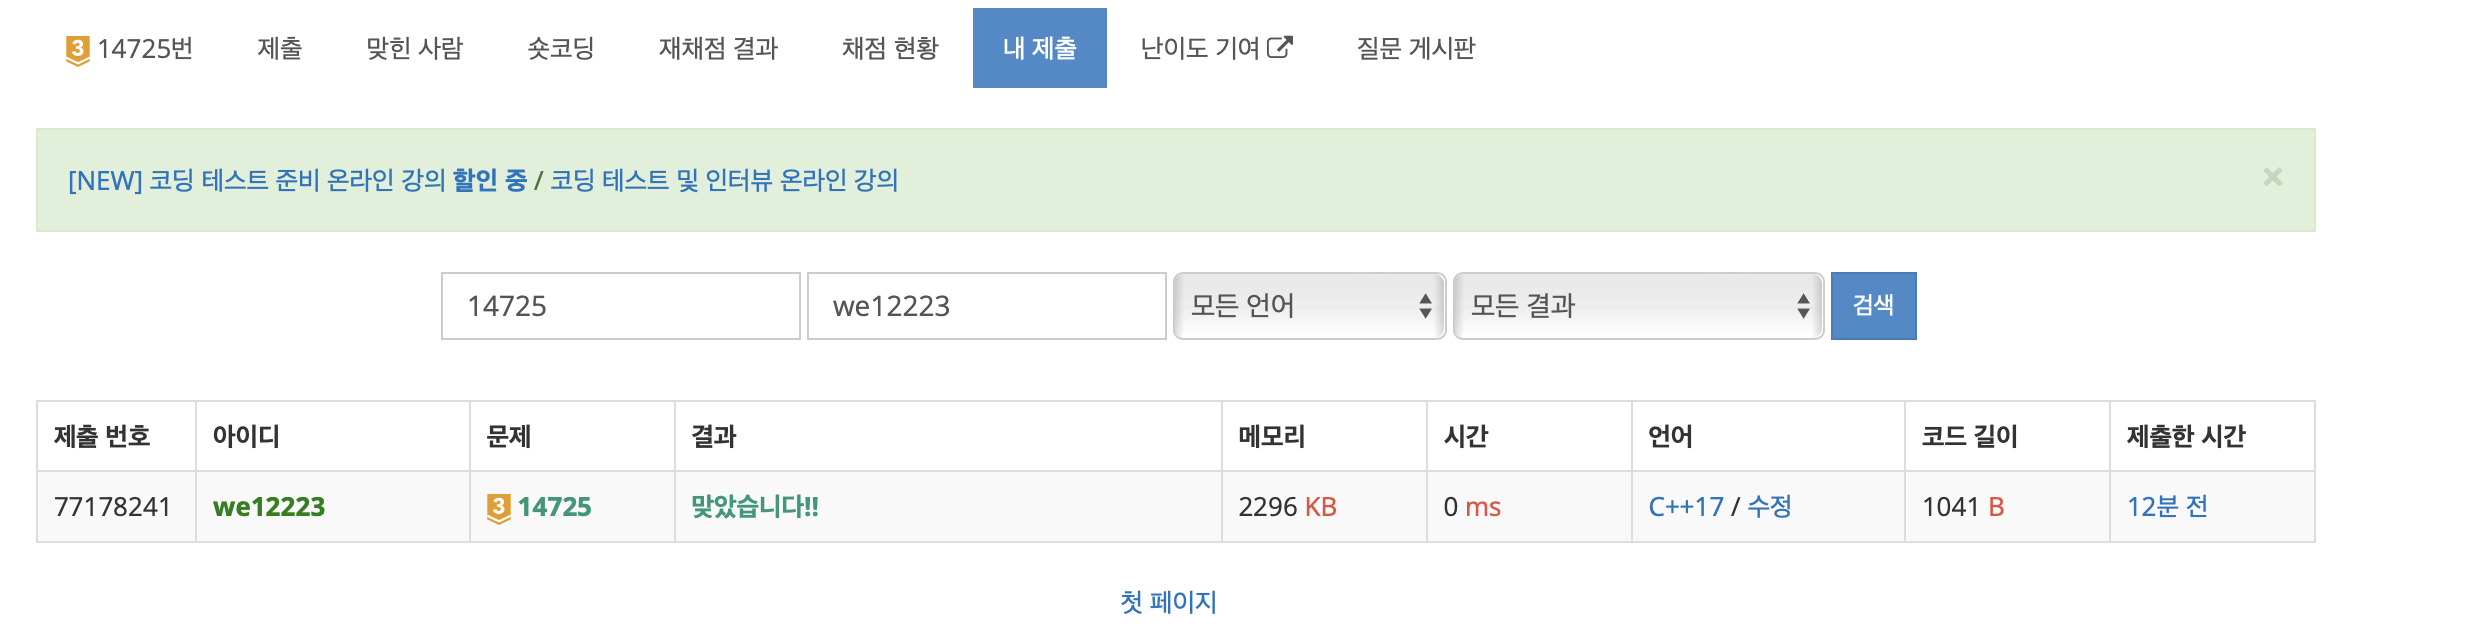 3 14725번 제출 맞힌 사람 숏코딩 재채점 결과 채점 현황 내 제출 난이도 기여 질문 게시판
[NEW] 코딩 테스트 준비 온라인 강의 할인 중 / 코딩 테스트 및 인터뷰 온라인 강의 ×
14725 we12223 모든 언어 모든 결과 검색
제출 번호 아이디 문제 결과 메모리 시간 언어 코드 길이 제출한 시간
77178241 we12223 3 14725 맞았습니다!! 2296 KB 0 ms C++17 / 수정 1041 B 12분 전
첫 페이지